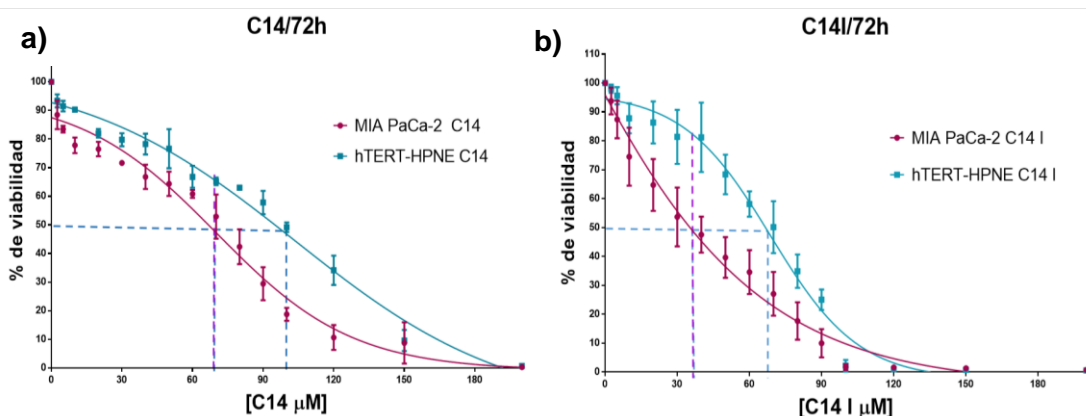 a)
C14/72h
% de viabilidad
100
90
80
70
60
50
40
30
20
10
0
MIA PaCa-2 C14
hTERT-HPNE C14
0 30 60 90 120 150 180
[C14 μM]
b)
C14I/72h
% de viabilidad
110
100
90
80
70
60
50
40
30
20
10
0
MIA PaCa-2 C14 I
hTERT-HPNE C14 I
0 30 60 90 120 150 180
[C14 I μM]